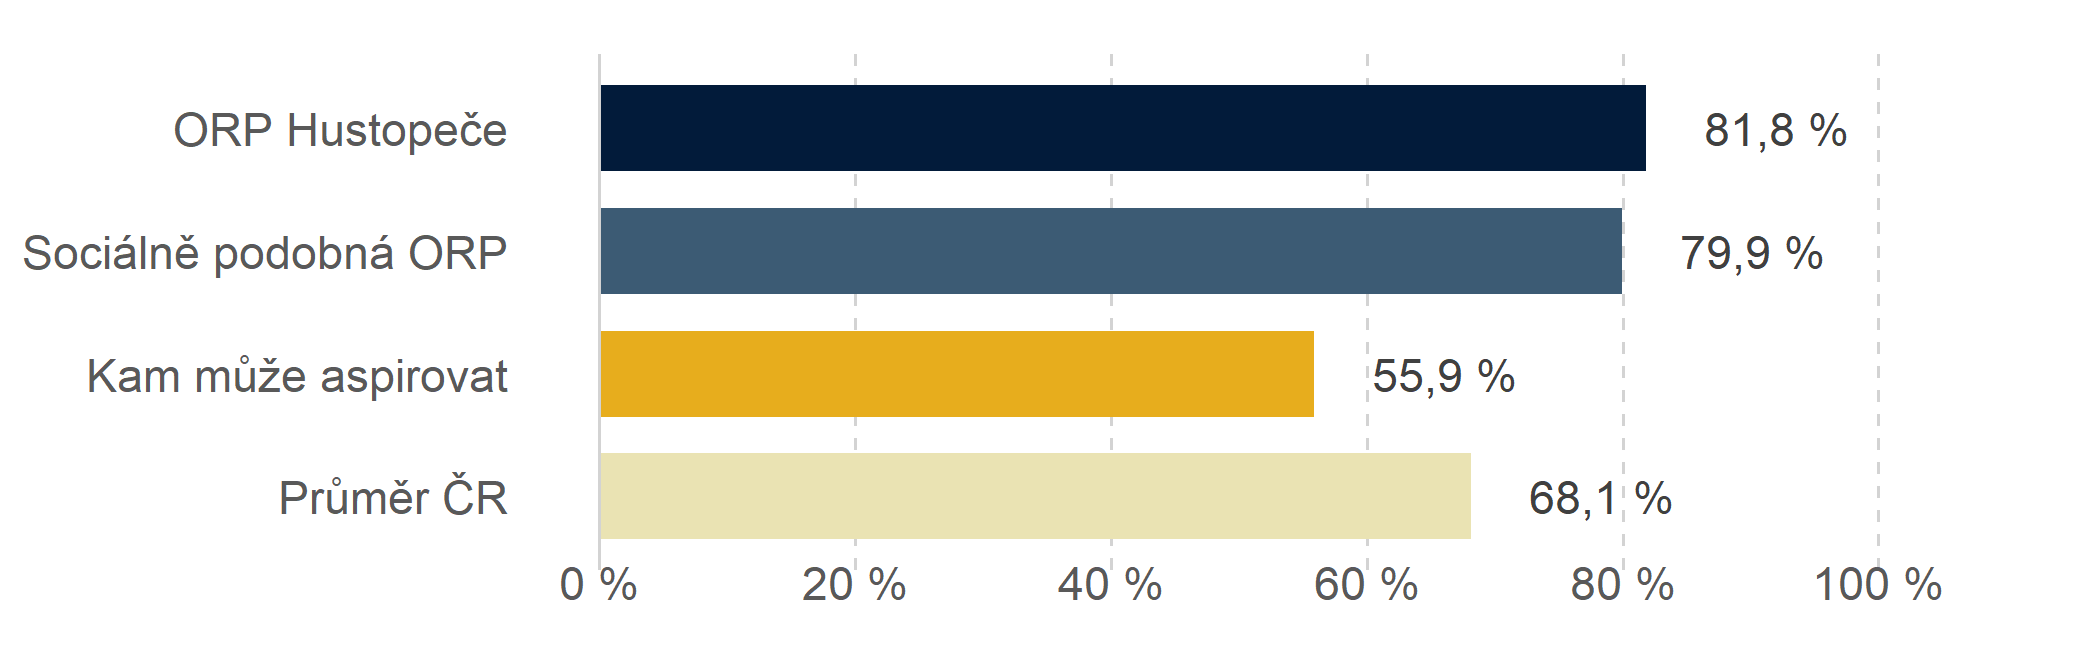 ORP Hustopeče 81,8 %
Sociálně podobná ORP 79,9 %
Kam může aspirovat 55,9 %
Průměr ČR 68,1 %
0 % 20 % 40 % 60 % 80 % 100 %